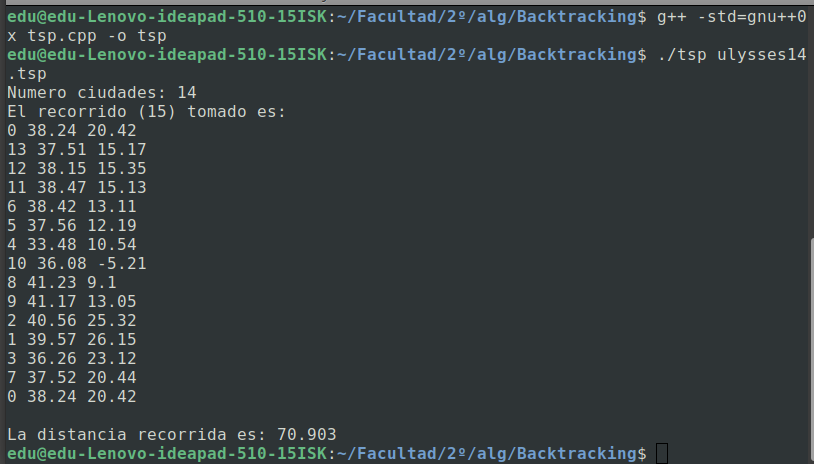 edu@edu-Lenovo-ideapad-510-15ISK:~/Facultad/2º/alg/Backtracking$ g++ -std=gnu++0
x tsp.cpp -o tsp
edu@edu-Lenovo-ideapad-510-15ISK:~/Facultad/2º/alg/Backtracking$ ./tsp ulysses14
.tsp
Numero ciudades: 14
El recorrido (15) tomado es:
0 38.24 20.42
13 37.51 15.17
12 38.15 15.35
11 38.47 15.13
6 38.42 13.11
5 37.56 12.19
4 33.48 10.54
10 36.08 -5.21
8 41.23 9.1
9 41.17 13.05
2 40.56 25.32
1 39.57 26.15
3 36.26 23.12
7 37.52 20.44
0 38.24 20.42
La distancia recorrida es: 70.903
edu@edu-Lenovo-ideapad-510-15ISK:~/Facultad/2º/alg/Backtracking$